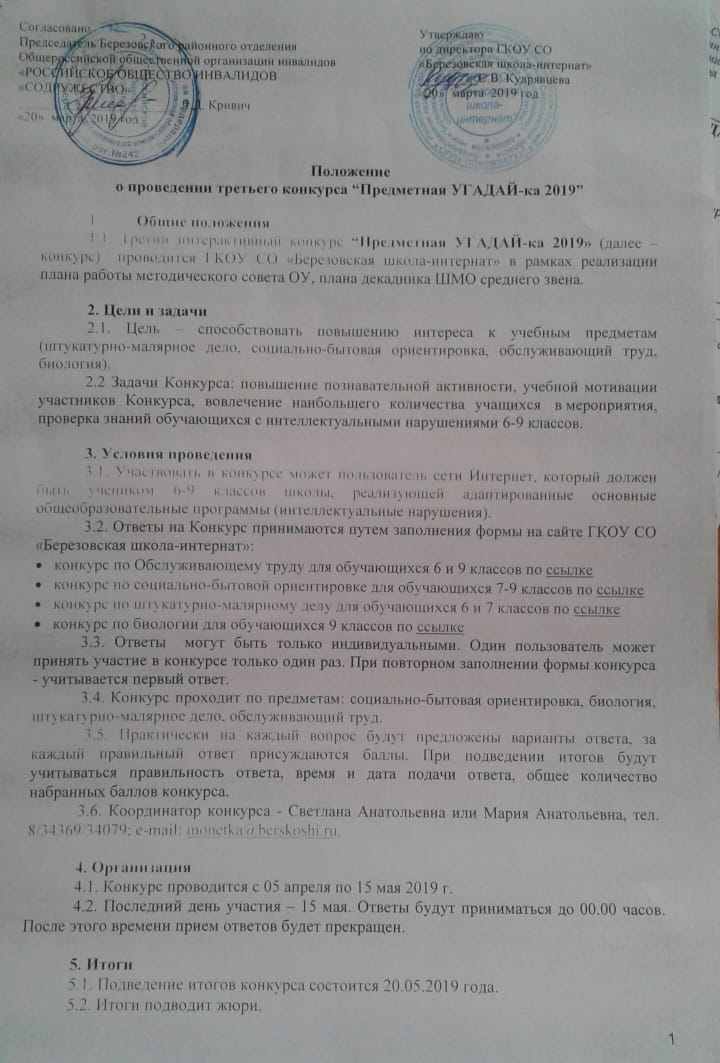 Согласовано
Председатель Березовского районного отделения
Общероссийской общественной организации инвалидов
«РОССИЙСКОЕ ОБЩЕСТВО ИНВАЛИДОВ
«СОДРУЖЕСТВО»
Кривич
«20» марта 2019 год
Утверждаю
ио директора ГКОУ СО
«Березовская школа-интернат»
Е.В. Кудрявцева
«20» марта 2019 год
школа-
интернат
Положение
о проведении третьего конкурса “Предметная УГАДАЙ-ка 2019”
1 Общие положения
1.1. Третий интерактивный конкурс “Предметная УГАДАЙ-ка 2019» (далее –
конкурс) проводится ГКОУ СО «Березовская школа-интернат» в рамках реализации
плана работы методического совета ОУ, плана декадника ШМО среднего звена.
2. Цели и задачи
2.1. Цель – способствовать повышению интереса к учебным предметам
(штукатурно-малярное дело, социально-бытовая ориентировка, обслуживающий труд,
биология).
2.2 Задачи Конкурса: повышение познавательной активности, учебной мотивации
участников Конкурса, вовлечение наибольшего количества учащихся в мероприятия,
проверка знаний обучающихся с интеллектуальными нарушениями 6-9 классов.
3. Условия проведения
3.1. Участвовать в конкурсе может пользователь сети Интернет, который должен
быть учеником 6-9 классов школы, реализующей адаптированные основные
общеобразовательные программы (интеллектуальные нарушения).
3.2. Ответы на Конкурс принимаются путем заполнения формы на сайте ГКОУ СО
«Березовская школа-интернат»:
• конкурс по Обслуживающему труду для обучающихся 6 и 9 классов по ссылке
• конкурс по социально-бытовой ориентировке для обучающихся 7-9 классов по ссылке
• конкурс по штукатурно-малярному делу для обучающихся 6 и 7 классов по ссылке
• конкурс по биологии для обучающихся 9 классов по ссылке
3.3. Ответы могут быть только индивидуальными. Один пользователь может
принять участие в конкурсе только один раз. При повторном заполнении формы конкурса
- учитывается первый ответ.
3.4. Конкурс проходит по предметам: социально-бытовая ориентировка, биология,
штукатурно-малярное дело, обслуживающий труд.
3.5. Практически на каждый вопрос будут предложены варианты ответа, за
каждый правильный ответ присуждаются баллы. При подведении итогов будут
учитываться правильность ответа, время и дата подачи ответа, общее количество
набранных баллов конкурса.
3.6. Координатор конкурса - Светлана Анатольевна или Мария Анатольевна, тел.
8/34369/34079; e-mail: monetka@berskoshi.ru.
4. Организация
4.1. Конкурс проводится с 05 апреля по 15 мая 2019 г.
4.2. Последний день участия – 15 мая. Ответы будут приниматься до 00.00 часов.
После этого времени прием ответов будет прекращен.
5. Итоги
5.1. Подведение итогов конкурса состоится 20.05.2019 года.
5.2. Итоги подводит жюри.
1